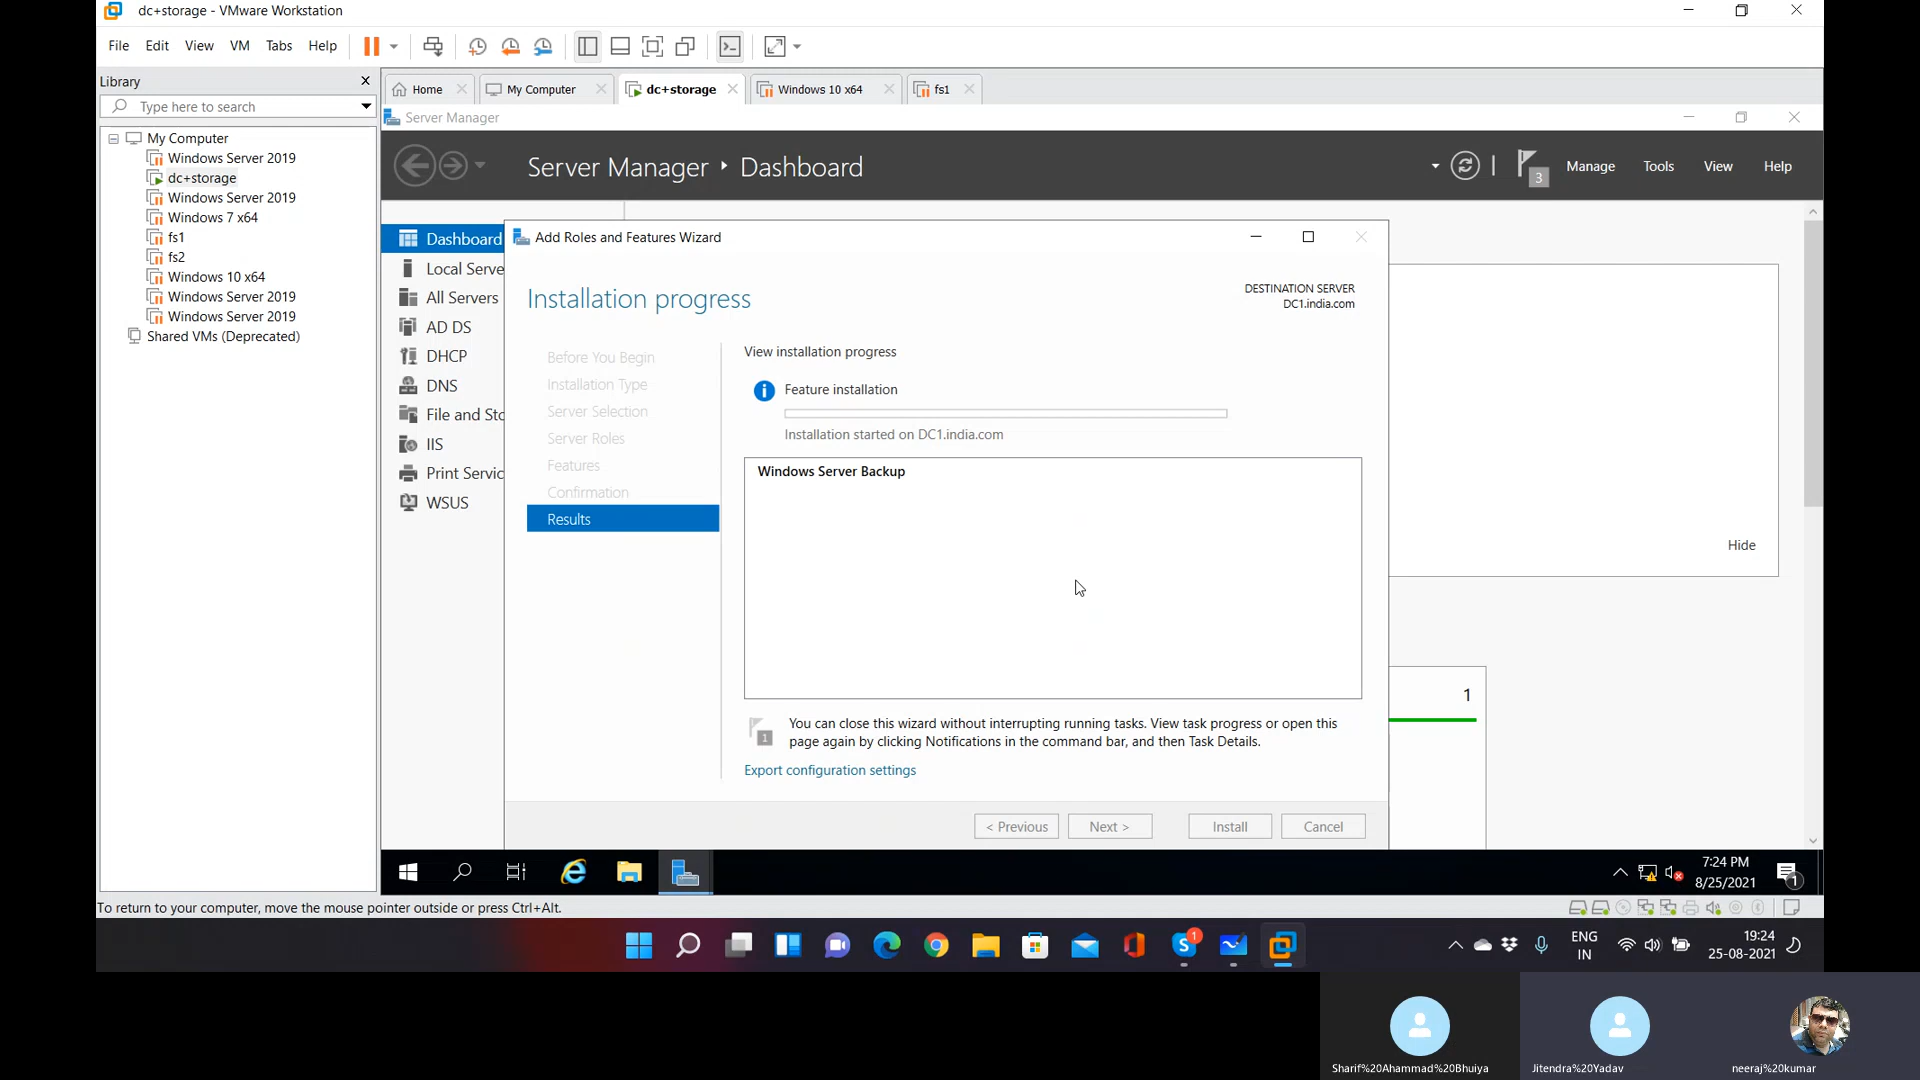 dc+storage - VMware Workstation
File Edit View VM Tabs Help
Library
Type here to search
My Computer
Windows Server 2019
dc+storage
Windows Server 2019
Windows 7 x64
fs1
fs2
Windows 10 x64
Windows Server 2019
Windows Server 2019
Shared VMs (Deprecated)
Home My Computer dc+storage Windows 10 x64 fs1
Server Manager
Server Manager Dashboard
3 Manage Tools View Help
Dashboard
Local Serve
All Servers
AD DS
DHCP
DNS
File and Sto
IIS
Print Servic
WSUS
Add Roles and Features Wizard
Installation progress
DESTINATION SERVER
DC1.india.com
Before You Begin
Installation Type
Server Selection
Server Roles
Features
Confirmation
Results
View installation progress
Feature installation
Installation started on DC1.india.com
Windows Server Backup
1
You can close this wizard without interrupting running tasks. View task progress or open this
page again by clicking Notifications in the command bar, and then Task Details.
Export configuration settings
< Previous Next > Install Cancel
Hide
1
7:24 PM
8/25/2021
1
To return to your computer, move the mouse pointer outside or press Ctrl+Alt.
1
ENG
IN
19:24
25-08-2021
Sharif%20Ahammad%20Bhuiya
Jitendra%20Yadav
neeraj%20kumar